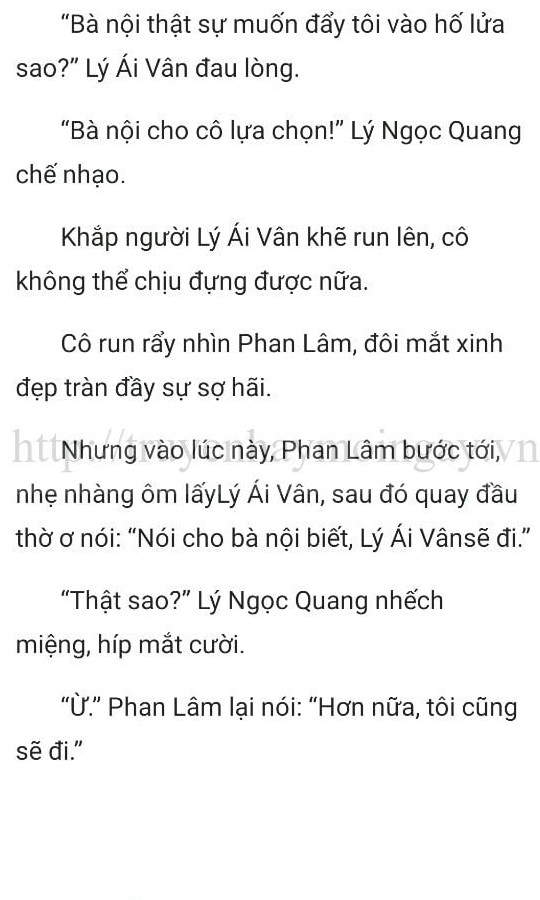 “Bà nội thật sự muốn đẩy tôi vào hố lửa
sao?” Lý Ái Vân đau lòng.
“Bà nội cho cô lựa chọn!” Lý Ngọc Quang
chế nhạo.
Khắp người Lý Ái Vân khẽ run lên, cô
không thể chịu đựng được nữa.
Cô run rẩy nhìn Phan Lâm, đôi mắt xinh
đẹp tràn đầy sự sợ hãi.
http://truyenhaymoingay.vn
Nhưng vào lúc này, Phan Lâm bước tới,
nhẹ nhàng ôm lấyLý Ái Vân, sau đó quay đầu
thờ ơ nói: “Nói cho bà nội biết, Lý Ái Vânsẽ đi.”
“Thật sao?” Lý Ngọc Quang nhếch
miệng, híp mắt cười.
“Ừ.” Phan Lâm lại nói: “Hơn nữa, tôi cũng
sẽ đi.”